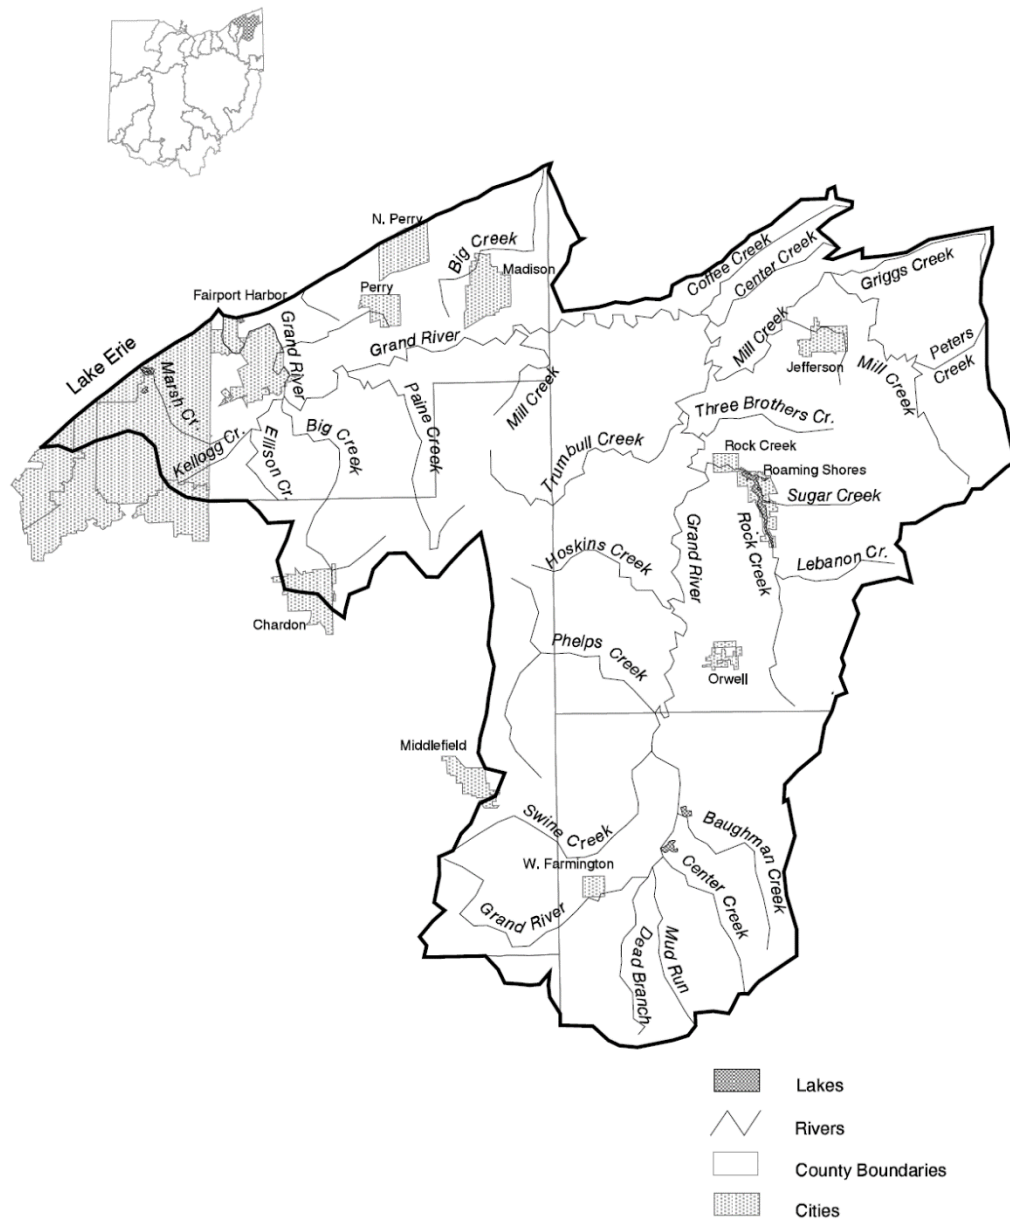 N. Perry
Big Creek
Madison
Coffee Creek
Center Creek
Griggs Creek
Fairport Harbor
Perry
Grand River
Grand River
Lake Erie
Marsh Cr.
Mill Creek
Jefferson
Peters
Creek
Mill Creek
Mill Creek
Paine Creek
Three Brothers Cr.
Kellogg Cr.
Ellison Cr.
Big Creek
Trumbull Creek
Rock Creek
Roaming Shores
Sugar Creek
Rock Creek
Grand River
Hoskins Creek
Lebanon Cr.
Chardon
Phelps Creek
Orwell
Middlefield
Swine Creek
Baughman Creek
W. Farmington
Center Creek
Grand River
Dead Branch
Mud Run
Lakes
Rivers
County Boundaries
Cities